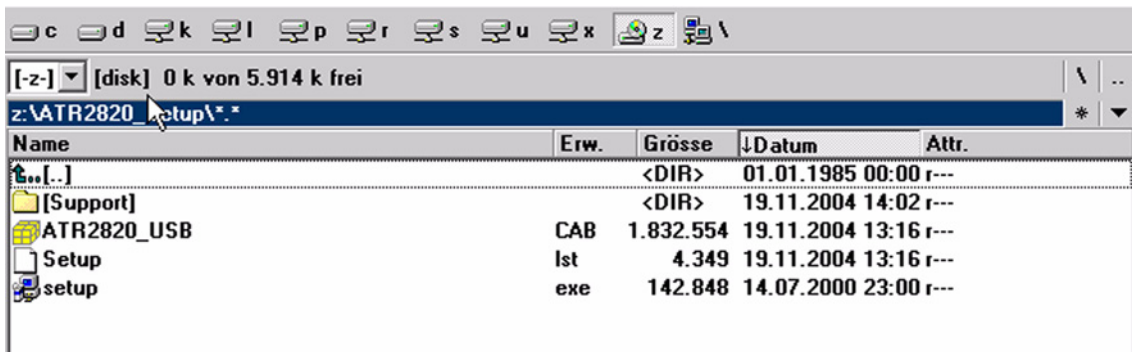 c d k l p r s u x z \
[-z-] [disk] 0 k von 5.914 k frei \ ..
z:\ATR2820_ etup\*.* *
Name Erw. Grösse ↓Datum Attr.
[..] <DIR> 01.01.1985 00:00 r---
[Support] <DIR> 19.11.2004 14:02 r---
ATR2820_USB CAB 1.832.554 19.11.2004 13:16 r---
Setup lst 4.349 19.11.2004 13:16 r---
setup exe 142.848 14.07.2000 23:00 r---